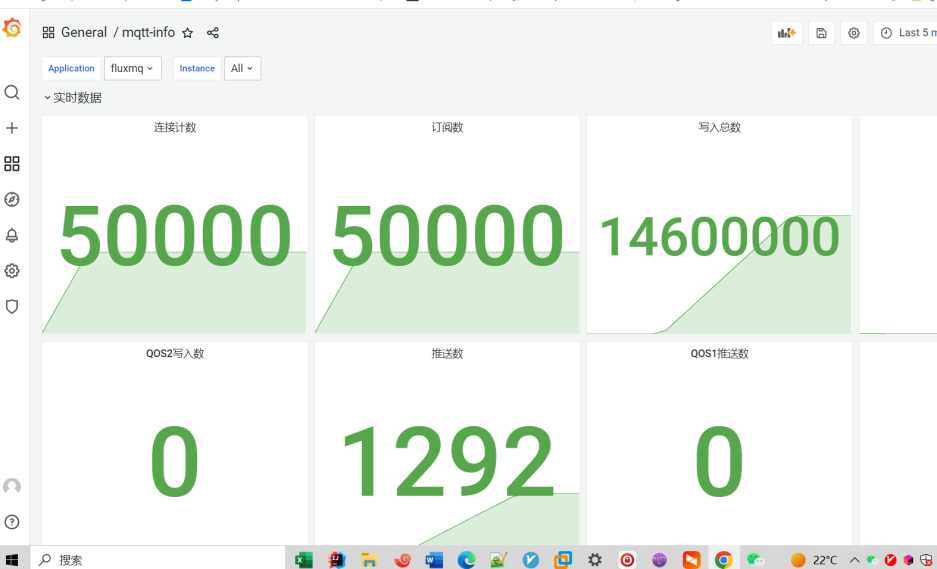 General / mqtt-info
Last 5 m
Application fluxmq Instance All
实时数据
连接计数 订阅数 写入总数
50000 50000 14600000
QOS2写入数 推送数 QOS1推送数
0 1292 0
搜索 22°C